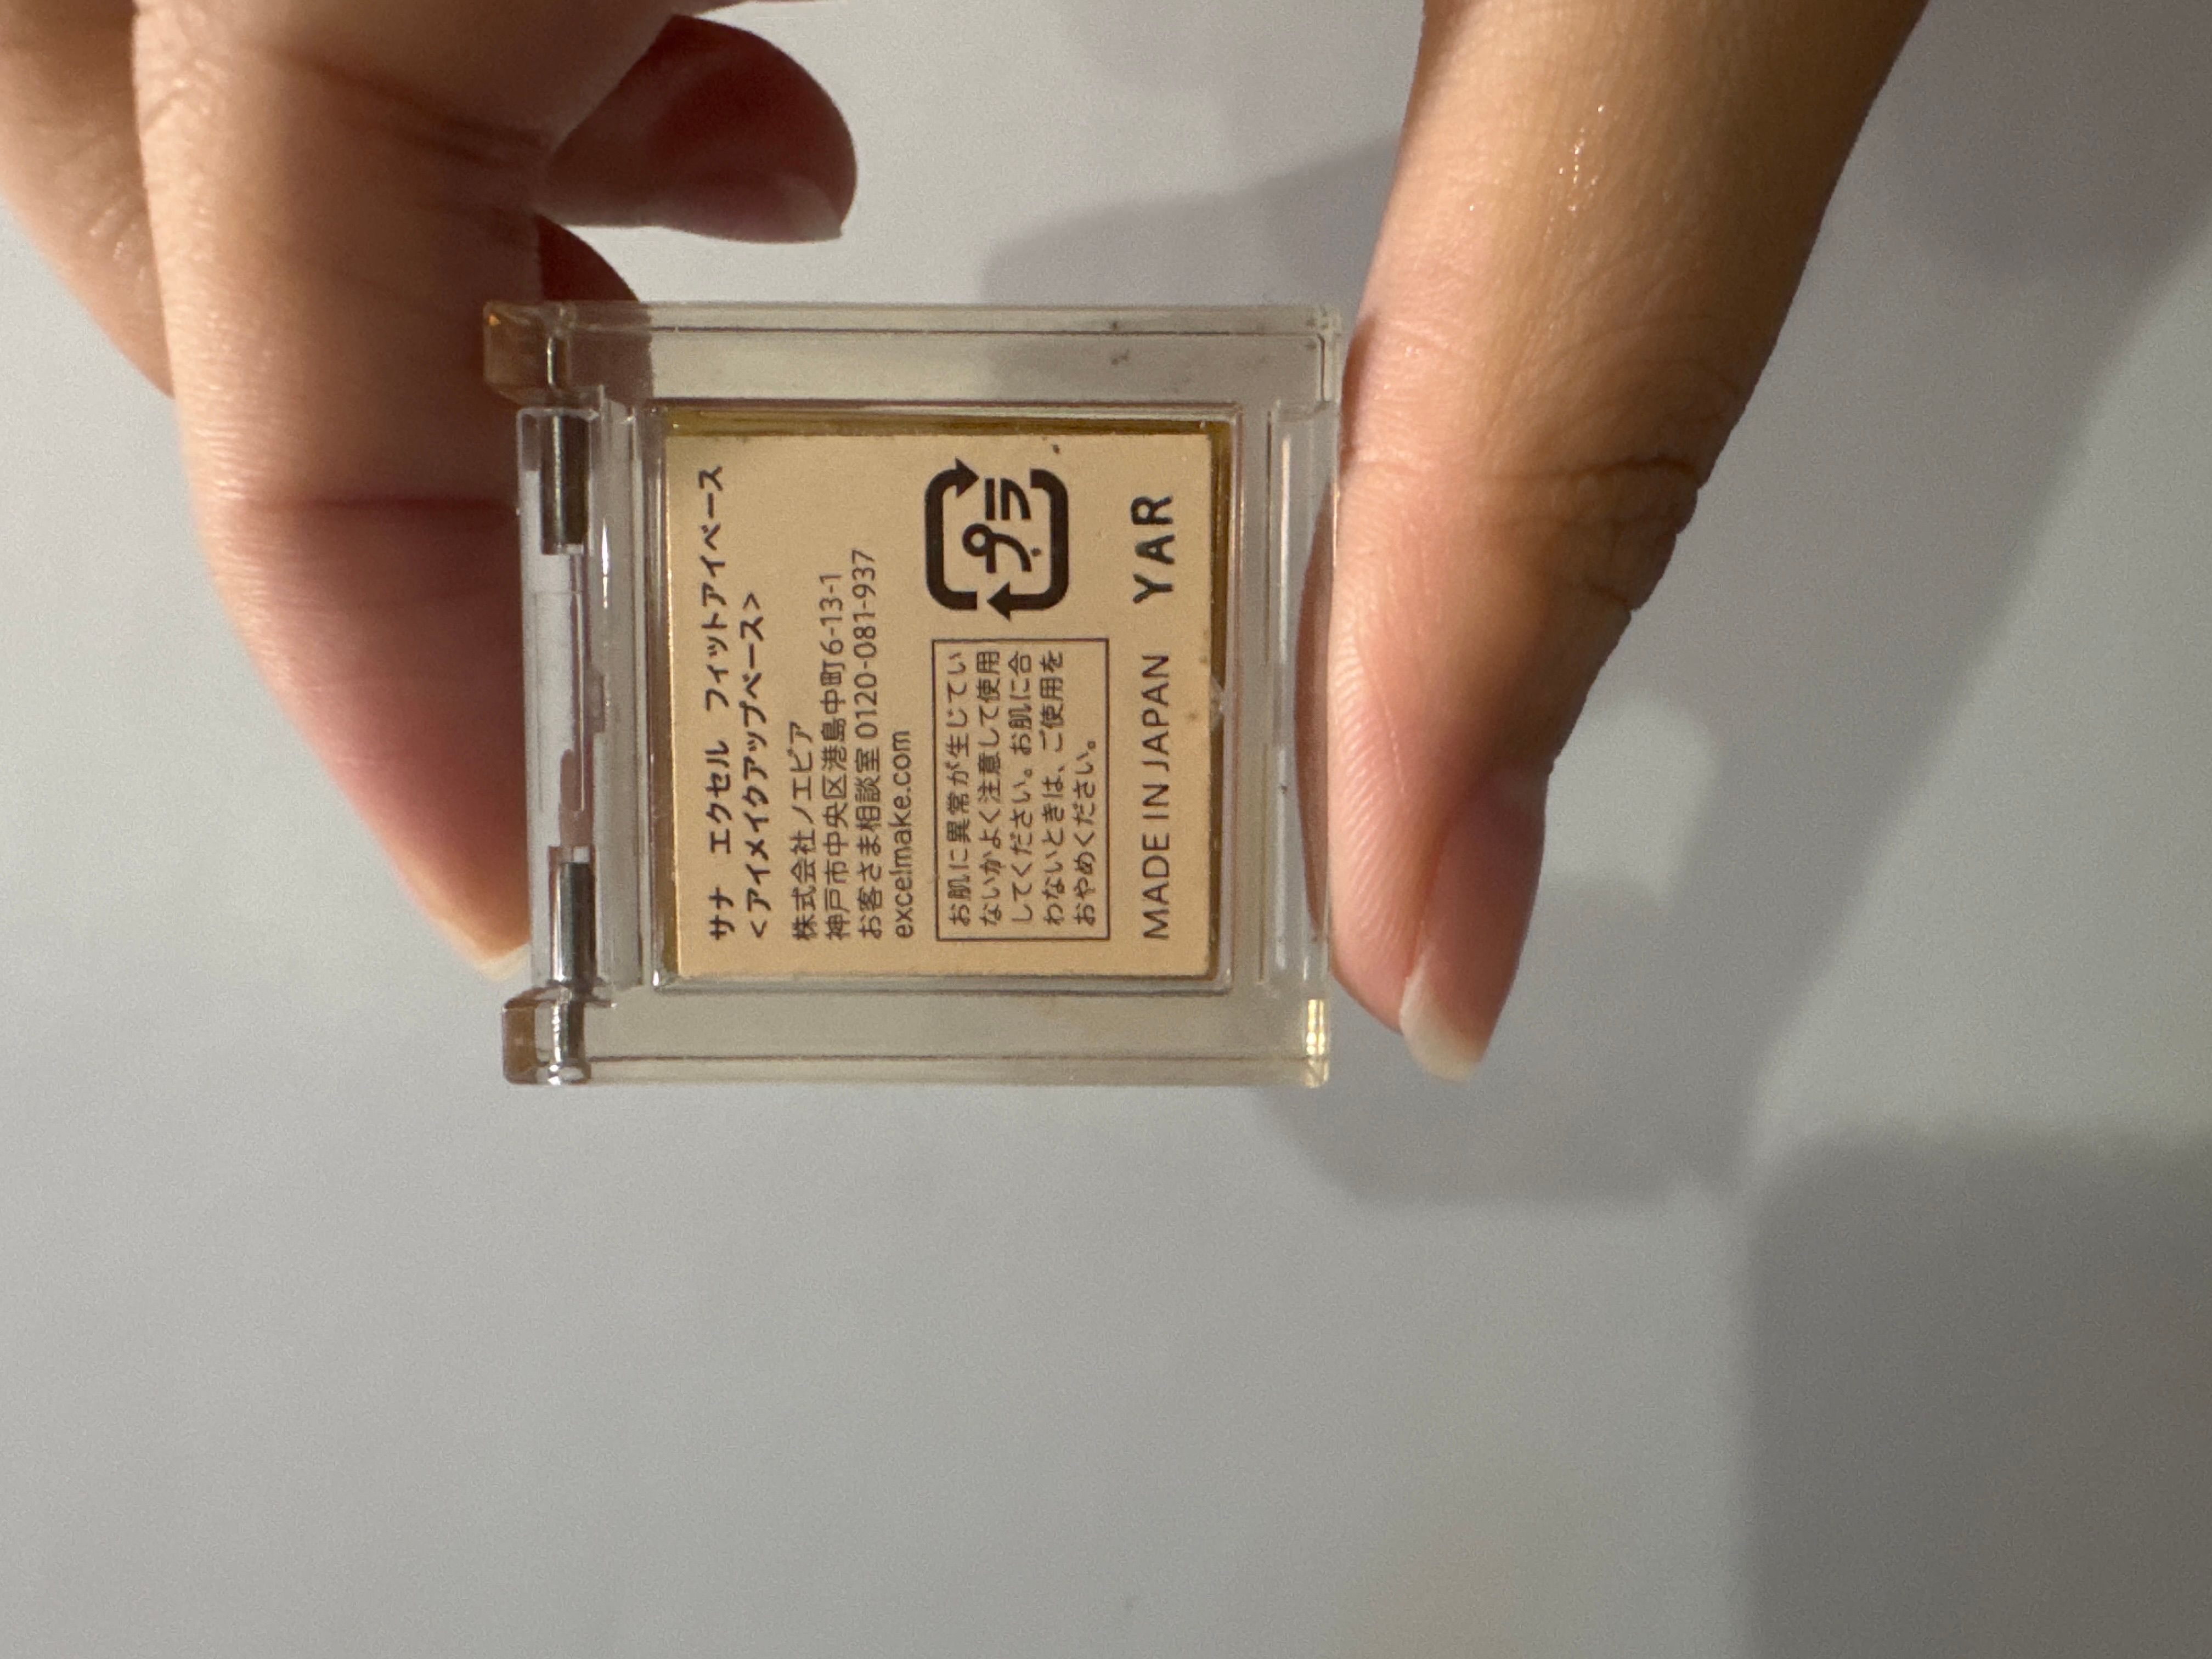 サナ エクセル フィットアイベース
＜アイメイクアップベース＞
株式会社ノエビア
神戸市中央区港島中町6-13-1
お客さま相談室 0120-081-937
excelmake.com
お肌に異常が生じてい
ないかよく注意して使用
してください。お肌に合
わないときは、ご使用を
おやめください。
プラ
MADE IN JAPAN YAR